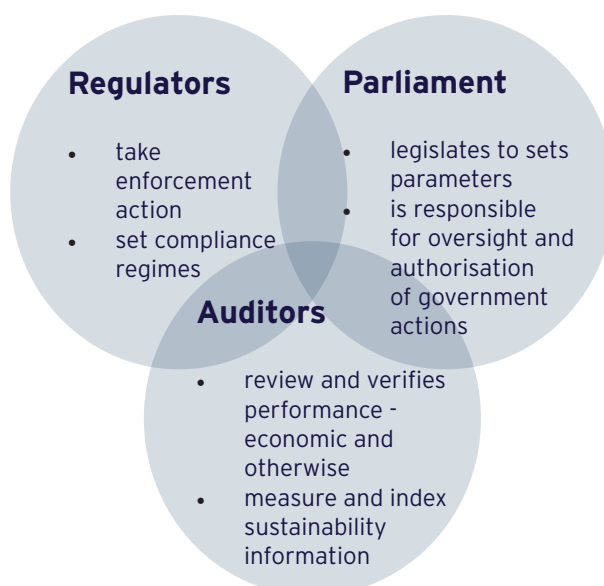 Regulators
• take
enforcement
action
• set compliance
regimes
Parliament
• legislates to sets
parameters
• is responsible
for oversight and
authorisation
of government
actions
Auditors
• review and verifies
performance -
economic and
otherwise
• measure and index
sustainability
information